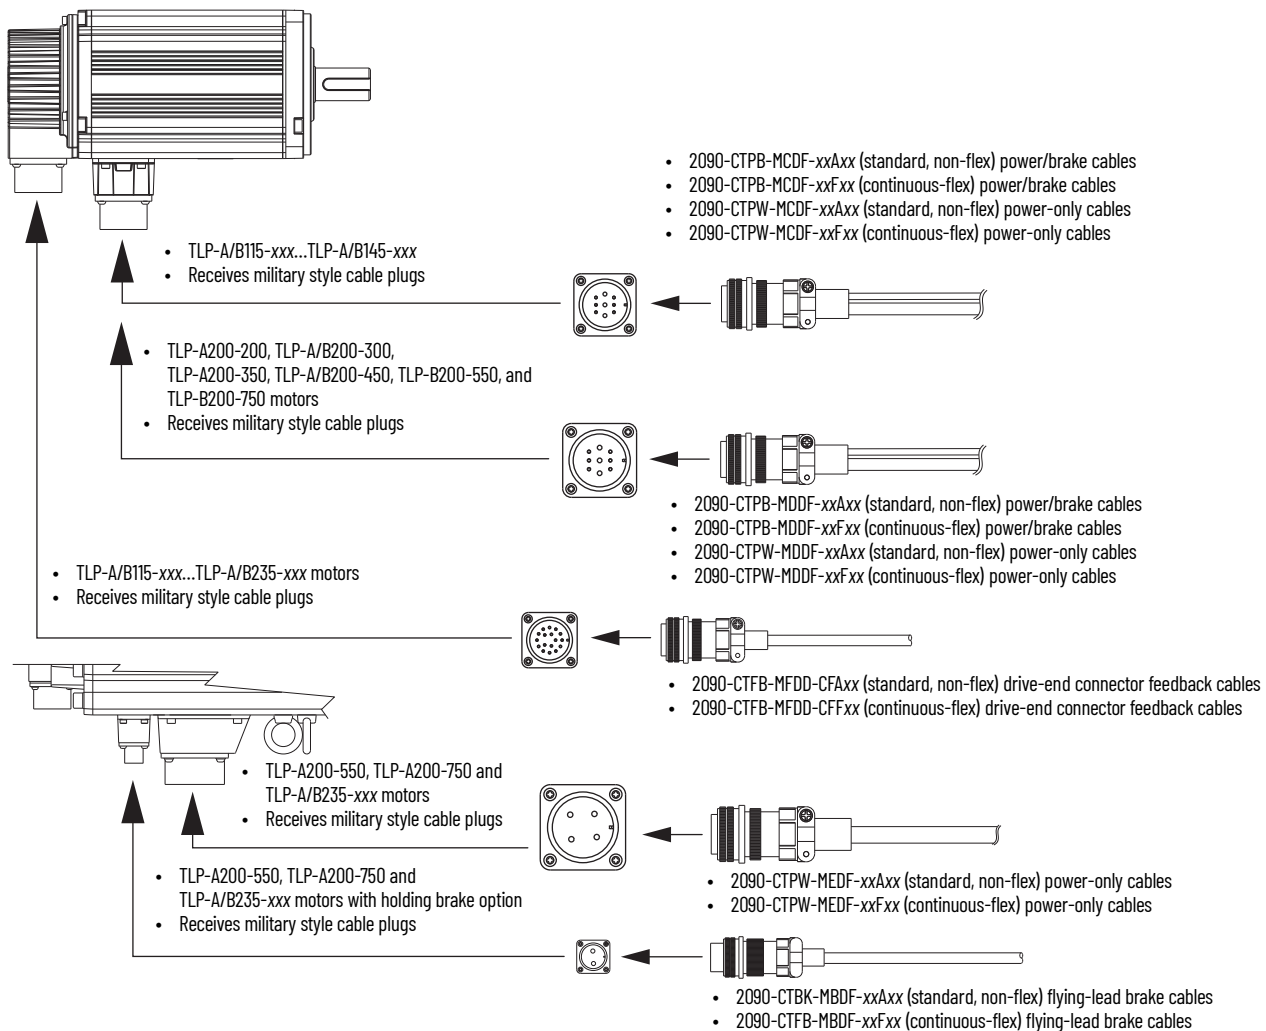 • 2090-CTPB-MCDF-xxAxx (standard, non-flex) power/brake cables
• 2090-CTPB-MCDF-xxFxx (continuous-flex) power/brake cables
• 2090-CTPW-MCDF-xxAxx (standard, non-flex) power-only cables
• 2090-CTPW-MCDF-xxFxx (continuous-flex) power-only cables
• TLP-A/B115-xxx...TLP-A/B145-xxx
• Receives military style cable plugs
• TLP-A200-200, TLP-A/B200-300,
TLP-A200-350, TLP-A/B200-450, TLP-B200-550, and
TLP-B200-750 motors
• Receives military style cable plugs
• 2090-CTPB-MDDF-xxAxx (standard, non-flex) power/brake cables
• 2090-CTPB-MDDF-xxFxx (continuous-flex) power/brake cables
• 2090-CTPW-MDDF-xxAxx (standard, non-flex) power-only cables
• 2090-CTPW-MDDF-xxFxx (continuous-flex) power-only cables
• TLP-A/B115-xxx...TLP-A/B235-xxx motors
• Receives military style cable plugs
• 2090-CTFB-MFDD-CFAxx (standard, non-flex) drive-end connector feedback cables
• 2090-CTFB-MFDD-CFFxx (continuous-flex) drive-end connector feedback cables
• TLP-A200-550, TLP-A200-750 and
TLP-A/B235-xxx motors
• Receives military style cable plugs
• TLP-A200-550, TLP-A200-750 and
TLP-A/B235-xxx motors with holding brake option
• Receives military style cable plugs
• 2090-CTPW-MEDF-xxAxx (standard, non-flex) power-only cables
• 2090-CTPW-MEDF-xxFxx (continuous-flex) power-only cables
• 2090-CTBK-MBDF-xxAxx (standard, non-flex) flying-lead brake cables
• 2090-CTFB-MBDF-xxFxx (continuous-flex) flying-lead brake cables